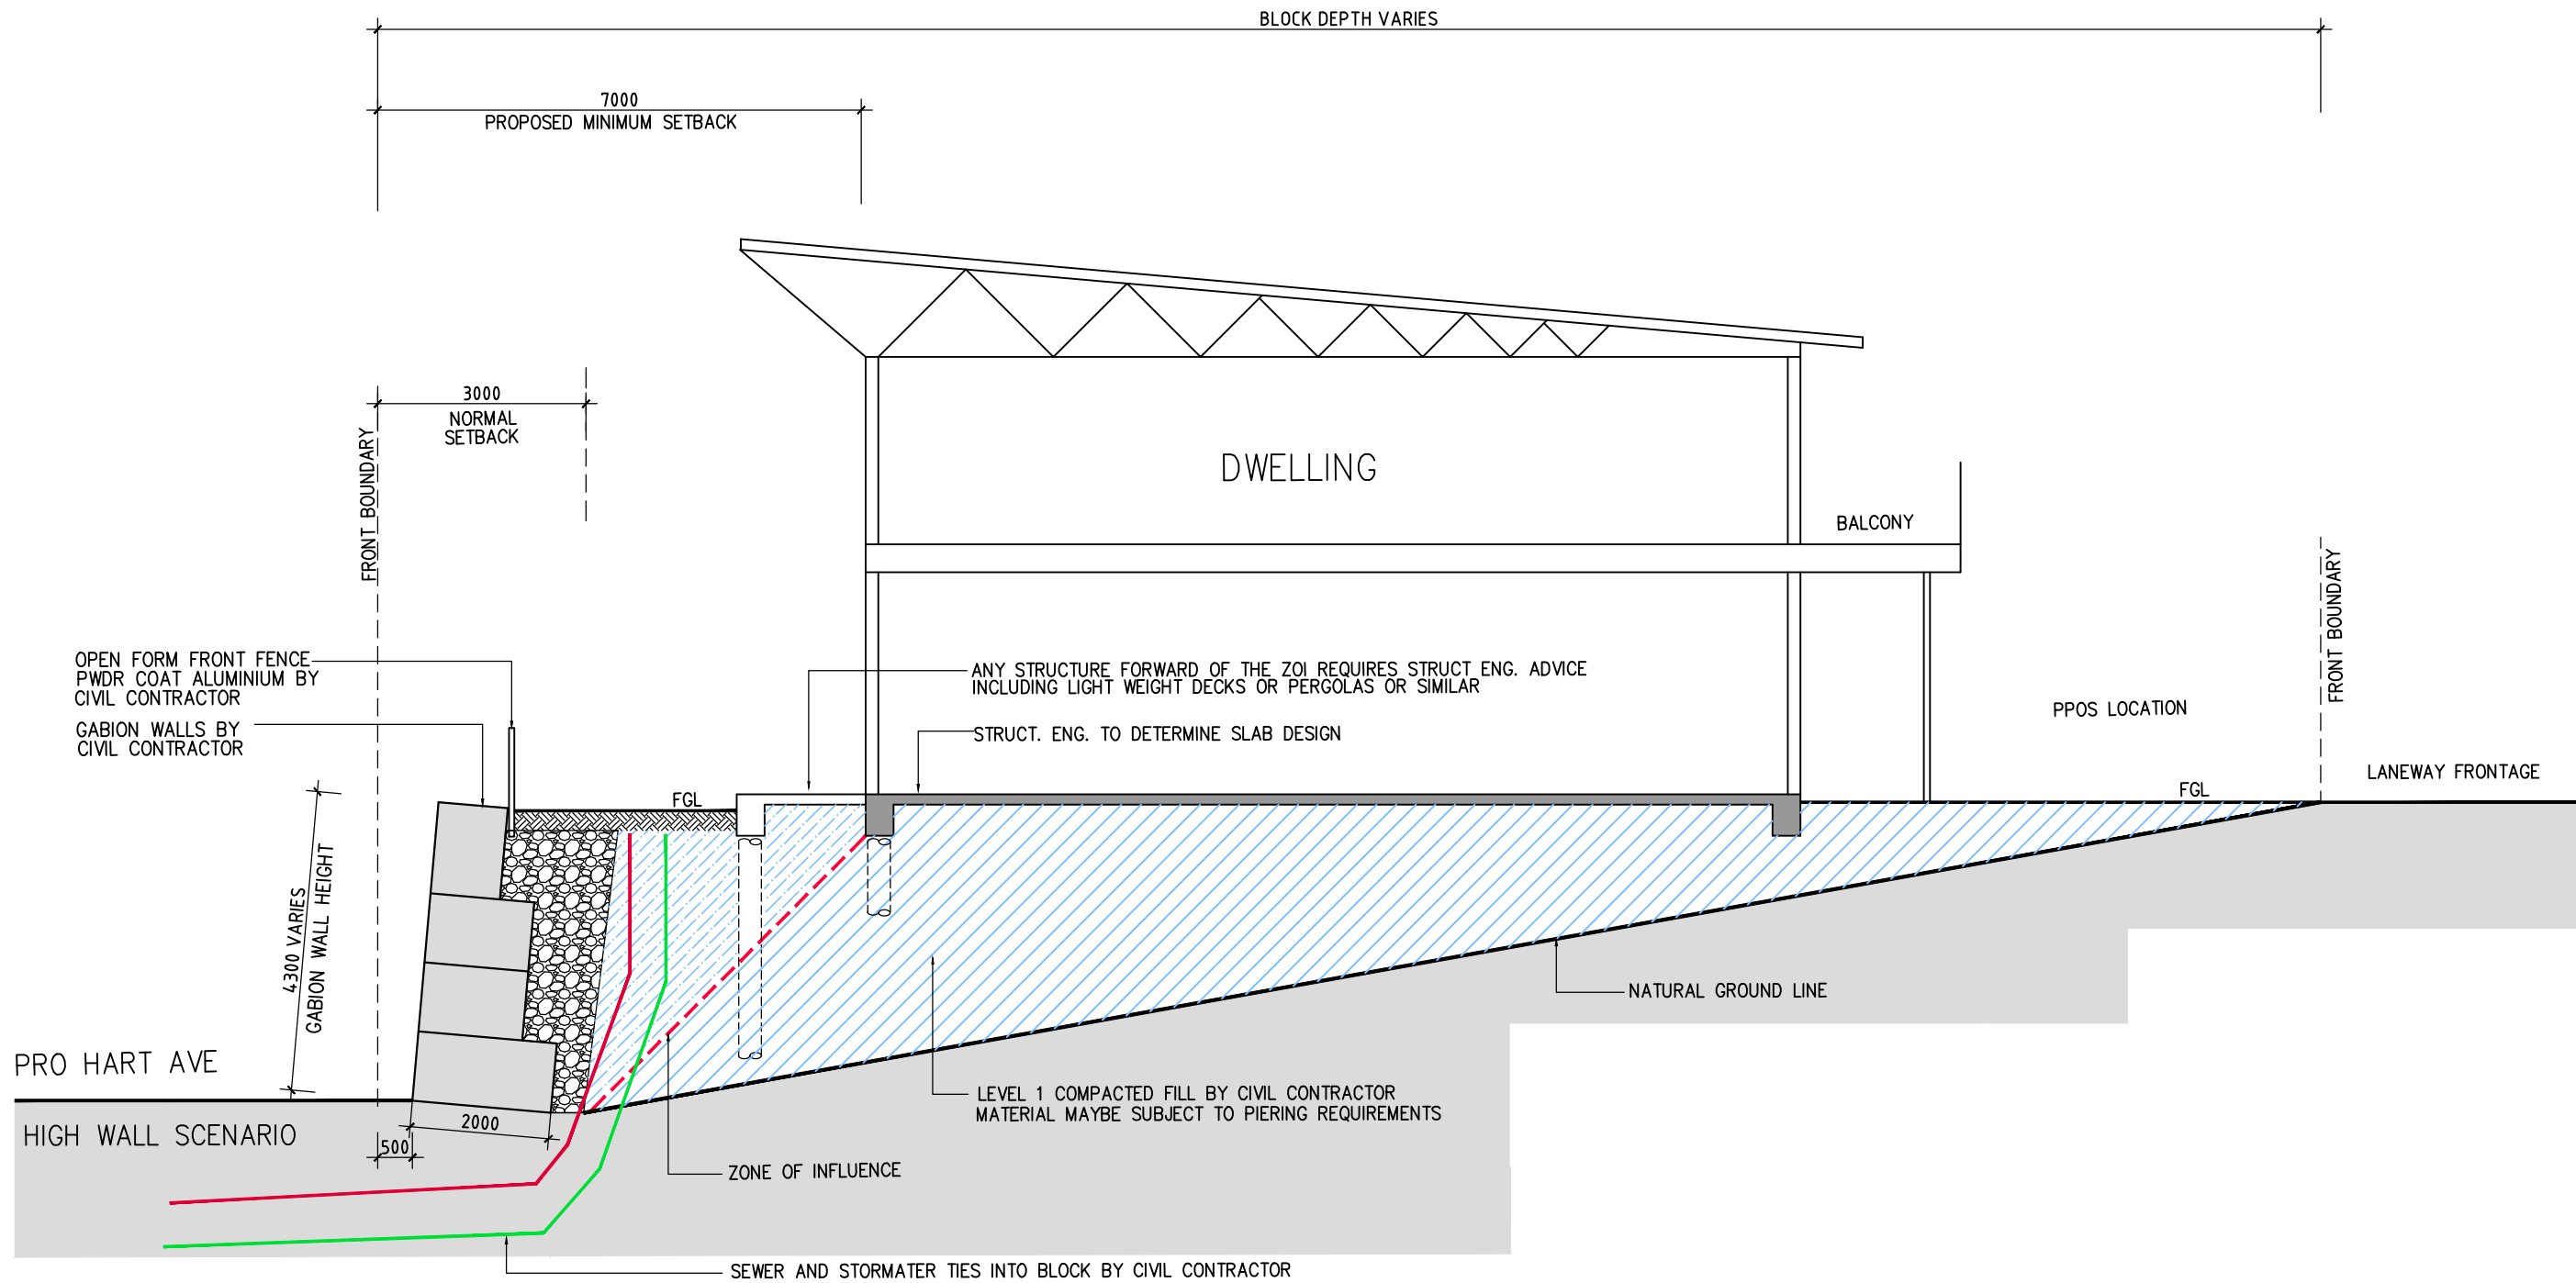 BLOCK DEPTH VARIES
7000
PROPOSED MINIMUM SETBACK
3000
NORMAL
SETBACK
FRONT BOUNDARY
DWELLING
BALCONY
FRONT BOUNDARY
OPEN FORM FRONT FENCE
PWDR COAT ALUMINIUM BY
CIVIL CONTRACTOR
GABION WALLS BY
CIVIL CONTRACTOR
ANY STRUCTURE FORWARD OF THE ZOI REQUIRES STRUCT ENG. ADVICE
INCLUDING LIGHT WEIGHT DECKS OR PERGOLAS OR SIMILAR
STRUCT. ENG. TO DETERMINE SLAB DESIGN
PPOS LOCATION
LANEWAY FRONTAGE
FGL
FGL
4300 VARIES
GABION WALL HEIGHT
NATURAL GROUND LINE
PRO HART AVE
HIGH WALL SCENARIO
2000
500
LEVEL 1 COMPACTED FILL BY CIVIL CONTRACTOR
MATERIAL MAYBE SUBJECT TO PIERING REQUIREMENTS
ZONE OF INFLUENCE
SEWER AND STORMATER TIES INTO BLOCK BY CIVIL CONTRACTOR